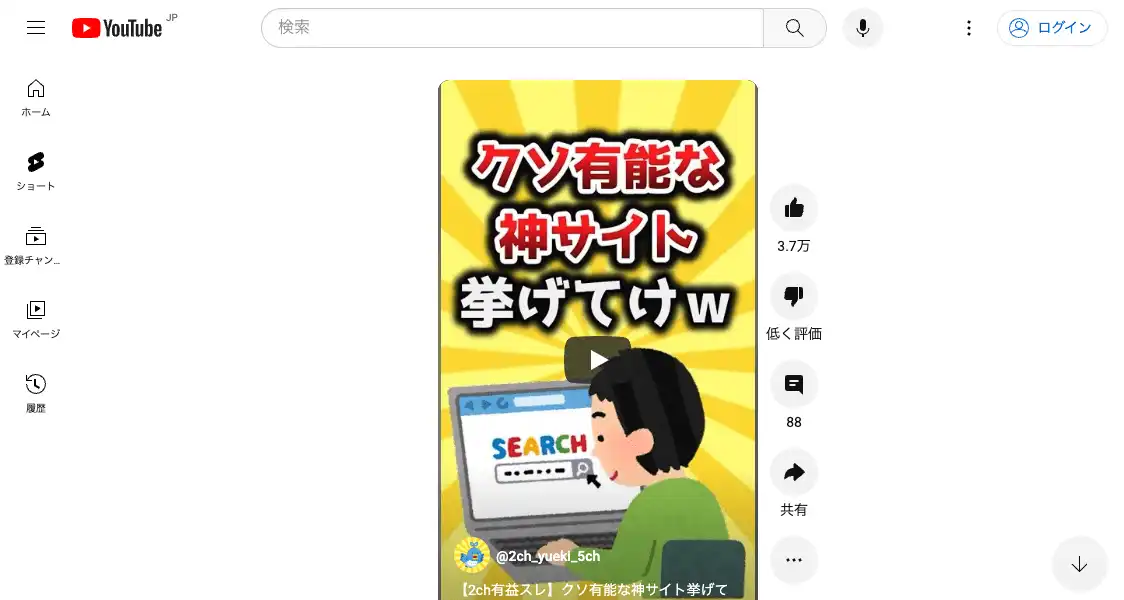 YouTube JP
検索
ログイン
ホーム
ショート
登録チャン...
マイページ
履歴
クソ有能な
神サイト
挙げてけw
SEARCH
@2ch_yueki_5ch
【2ch有益スレ】クソ有能な神サイト挙げて
3.7万
低く評価
88
共有